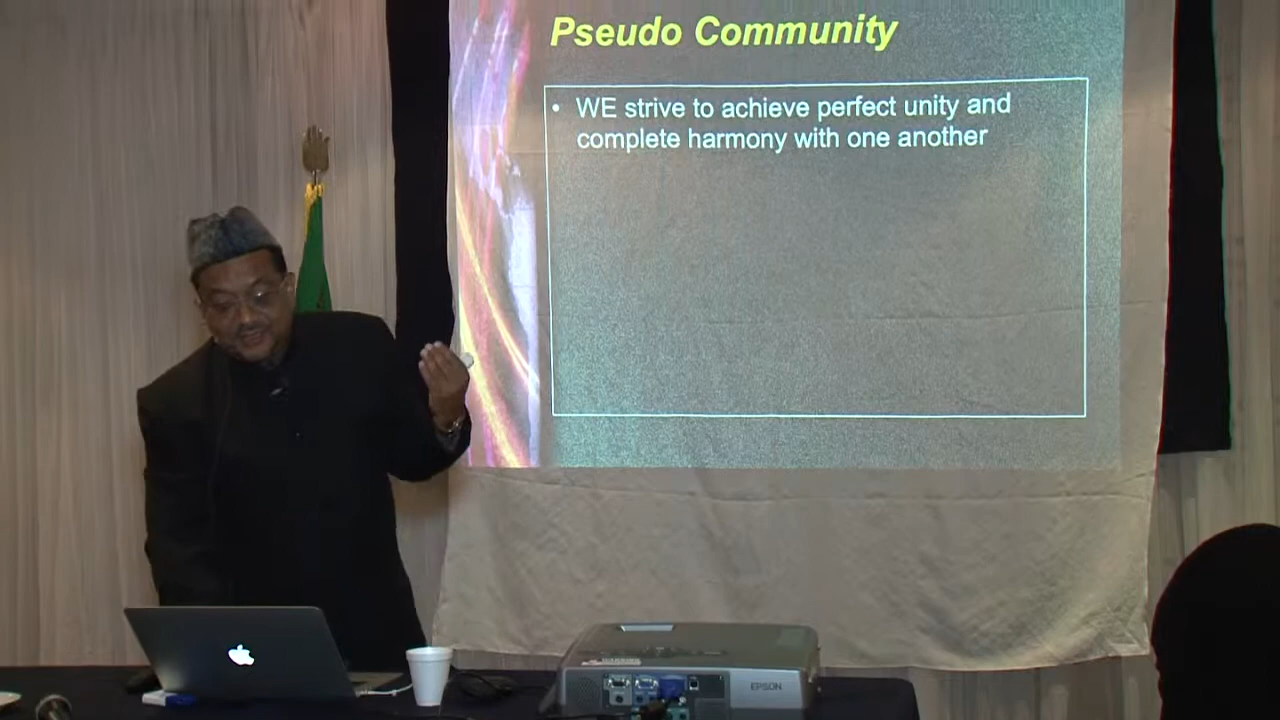 Pseudo Community
• WE strive to achieve perfect unity and
complete harmony with one another
EPSON